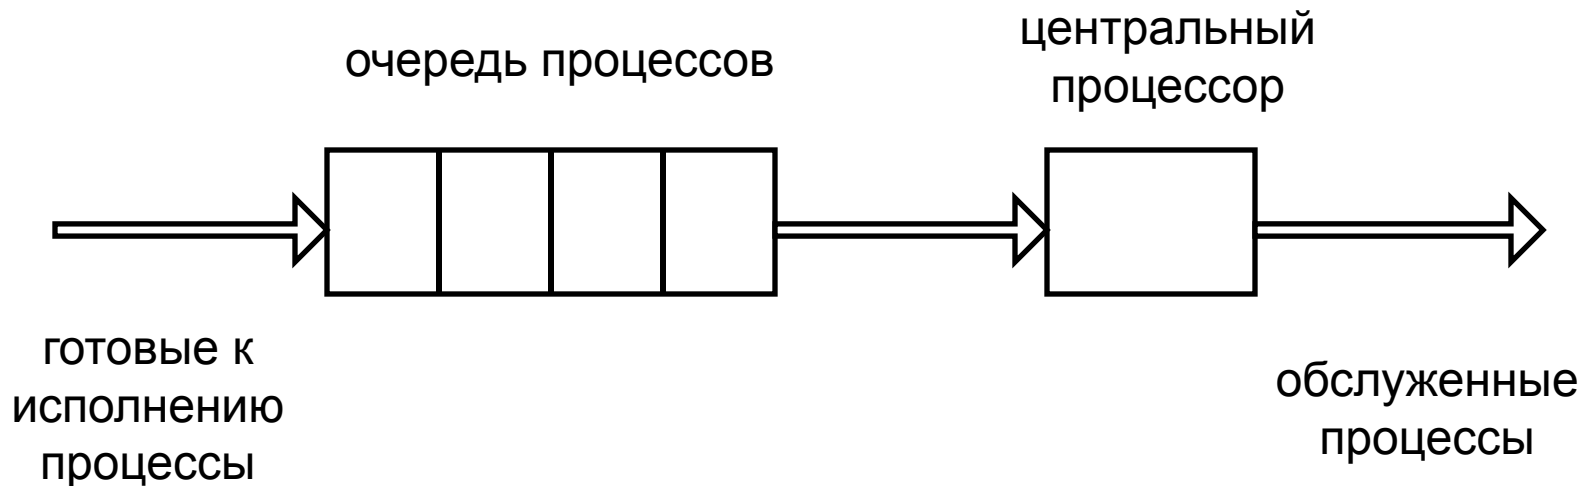 очередь процессов
центральный
процессор
готовые к
исполнению
процессы
обслуженные
процессы